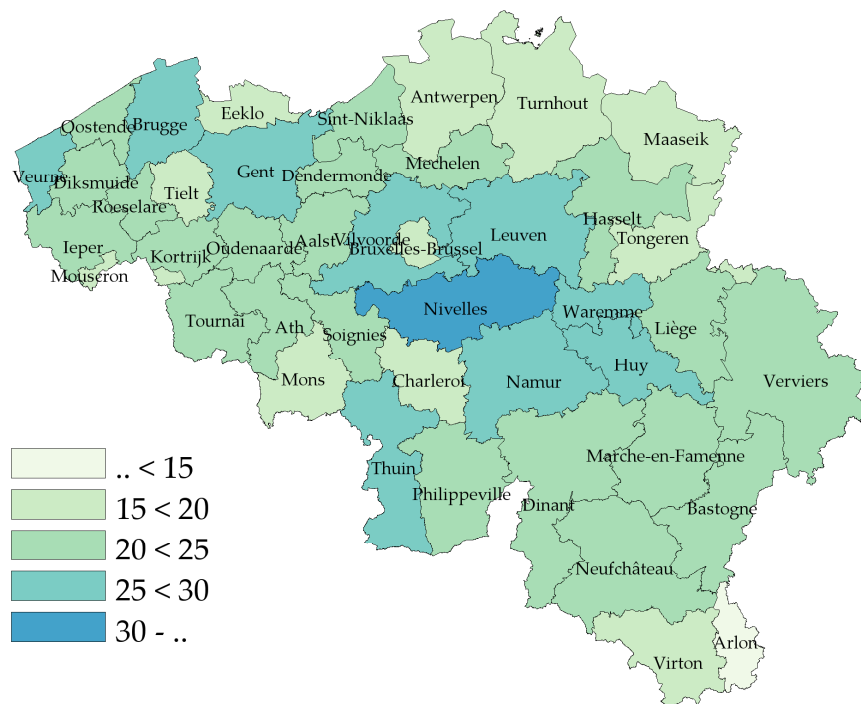 Antwerpen
Turnhout
Eeklo
Sint-Niklaas
Oostende
Brugge
Maaseik
Mechelen
Gent
Dendermonde
Veurne
Diksmuide
Tielt
Roeselare
Hasselt
Leuven
Tongeren
Aalst
Vilvoorde
Bruxelles-Brussel
Ieper
Oudenaarde
Kortrijk
Mouscron
Nivelles
Waremme
Tournai
Ath
Soignies
Liège
Huy
Mons
Charleroi
Namur
Verviers
Marche-en-Famenne
Thuin
Philippeville
Dinant
Bastogne
Neufchâteau
Arlon
Virton
.. < 15
15 < 20
20 < 25
25 < 30
30 - ..